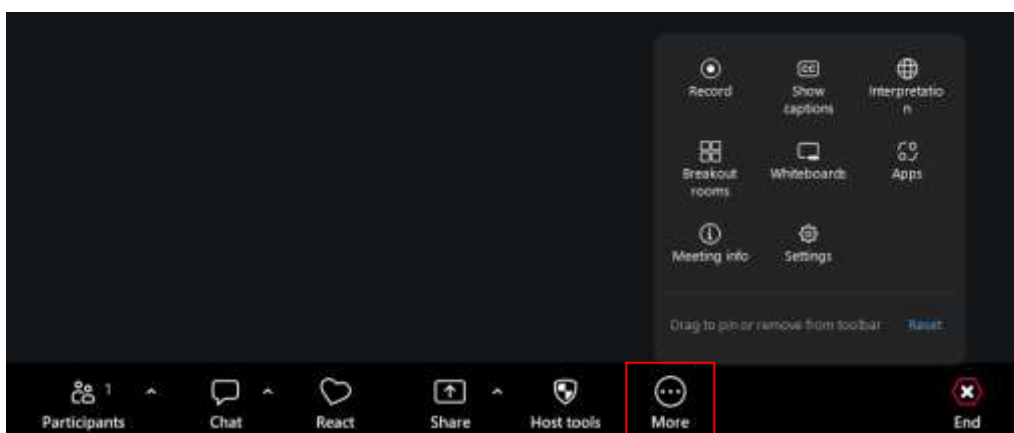 Record Show captions Interpretatio
n
Breakout rooms Whiteboards Apps
Meeting info Settings
Drag to pin or remove from toolbar Reset
1
Participants Chat React Share Host tools More End